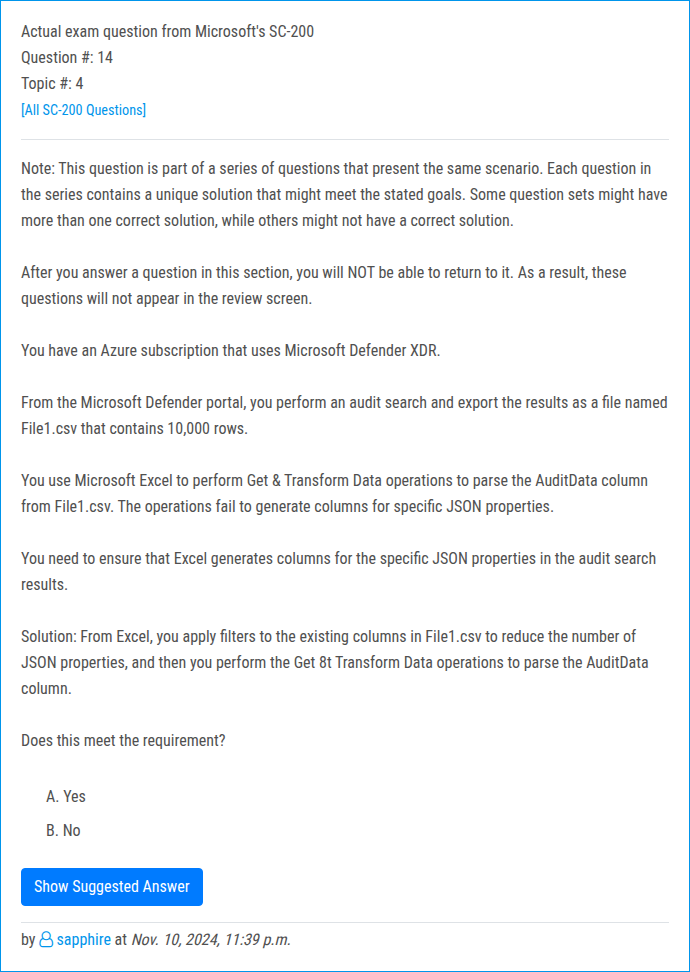 Actual exam question from Microsoft's SC-200
Question #: 14
Topic #: 4
[All SC-200 Questions]
Note: This question is part of a series of questions that present the same scenario. Each question in
the series contains a unique solution that might meet the stated goals. Some question sets might have
more than one correct solution, while others might not have a correct solution.
After you answer a question in this section, you will NOT be able to return to it. As a result, these
questions will not appear in the review screen.
You have an Azure subscription that uses Microsoft Defender XDR.
From the Microsoft Defender portal, you perform an audit search and export the results as a file named
File1.csv that contains 10,000 rows.
You use Microsoft Excel to perform Get & Transform Data operations to parse the AuditData column
from File1.csv. The operations fail to generate columns for specific JSON properties.
You need to ensure that Excel generates columns for the specific JSON properties in the audit search
results.
Solution: From Excel, you apply filters to the existing columns in File1.csv to reduce the number of
JSON properties, and then you perform the Get 8t Transform Data operations to parse the AuditData
column.
Does this meet the requirement?
A. Yes
B. No
Show Suggested Answer
by sapphire at Nov. 10, 2024, 11:39 p.m.